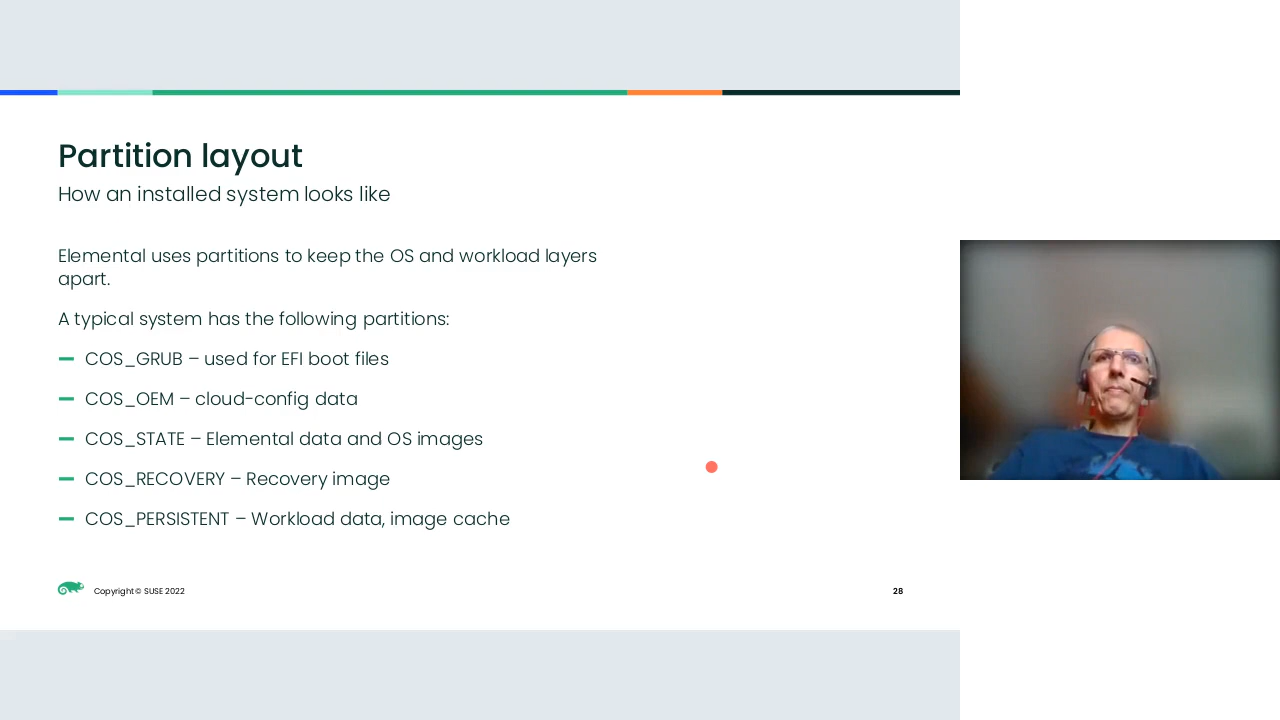 Partition layout
How an installed system looks like
Elemental uses partitions to keep the OS and workload layers
apart.
A typical system has the following partitions:
COS_GRUB – used for EFI boot files
COS_OEM – cloud-config data
COS_STATE – Elemental data and OS images
COS_RECOVERY – Recovery image
COS_PERSISTENT – Workload data, image cache
Copyright © SUSE 2022
28